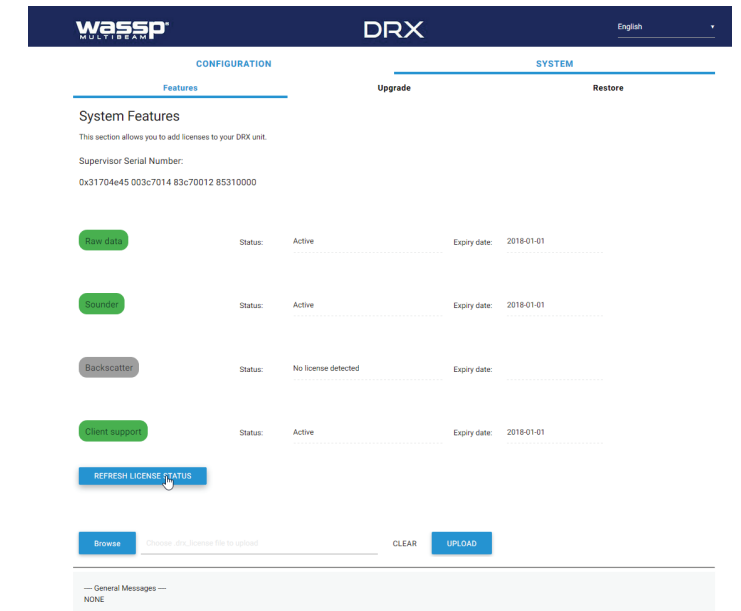 wassp
MULTIBEAM
DRX
English
CONFIGURATION
SYSTEM
Features
Upgrade
Restore
System Features
This section allows you to add licenses to your DRX unit.
Supervisor Serial Number:
0x31704e45 003c7014 83c70012 85310000
Raw data
Status:
Active
Expiry date:
2018-01-01
Sounder
Status:
Active
Expiry date:
2018-01-01
Backscatter
Status:
No license detected
Expiry date:
Client support
Status:
Active
Expiry date:
2018-01-01
REFRESH LICENSE STATUS
Browse
Choose .drx_license file to upload
CLEAR
UPLOAD
— General Messages —
NONE